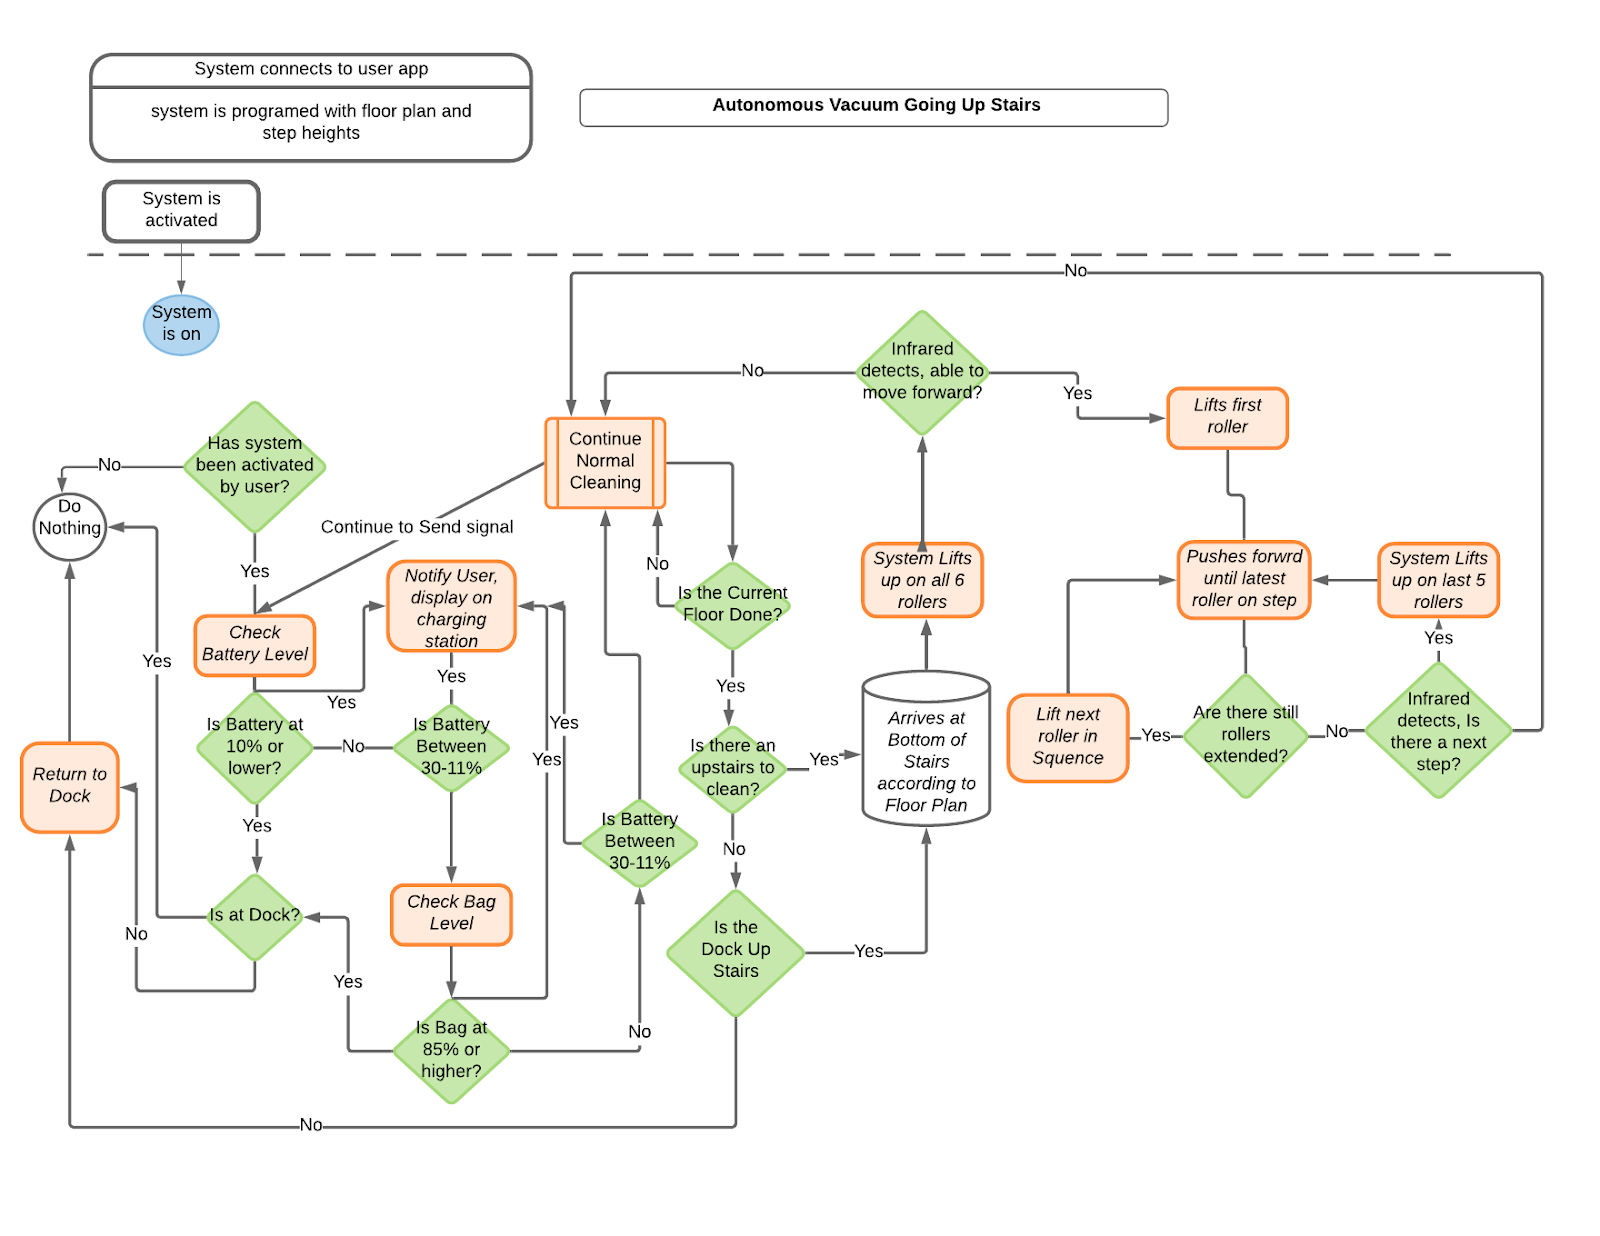 System connects to user app
system is programed with floor plan and
step heights
Autonomous Vacuum Going Up Stairs
System is
activated
System
is on
No
Infrared
detects, able to
move forward?
No
Yes
Lifts first
roller
Has system
been activated
by user?
No
Do
Nothing
Yes
Continue
Normal
Cleaning
Continue to Send signal
Notify User,
display on
charging
station
No
Is the Current
Floor Done?
System Lifts
up on all 6
rollers
Pushes forwrd
until latest
roller on step
System Lifts
up on last 5
rollers
Yes
Check
Battery Level
Yes
Yes
Yes
Yes
Is Battery at
10% or
lower?
No
Is Battery
Between
30-11%
Yes
Yes
Is there an
upstairs to
clean?
Yes
Arrives at
Bottom of
Stairs
according to
Floor Plan
Lift next
roller in
Squence
Yes
Are there still
rollers
extended?
No
Infrared
detects, Is
there a next
step?
Return to
Dock
Yes
Is Battery
Between
30-11%
No
Is at Dock?
No
Check Bag
Level
Is the
Dock Up
Stairs
Yes
Yes
Is Bag at
85% or
higher?
No
No